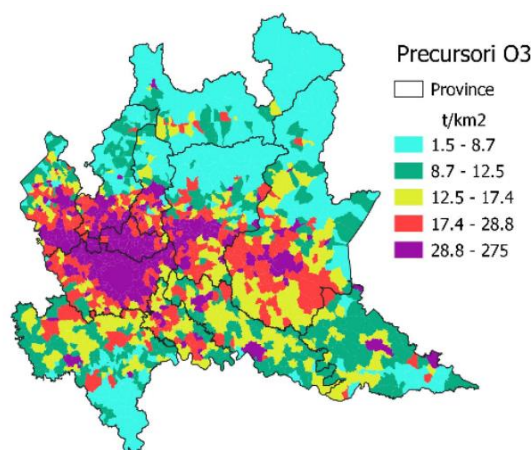 Precursori O3
Province
t/km2
1.5 - 8.7
8.7 - 12.5
12.5 - 17.4
17.4 - 28.8
28.8 - 275